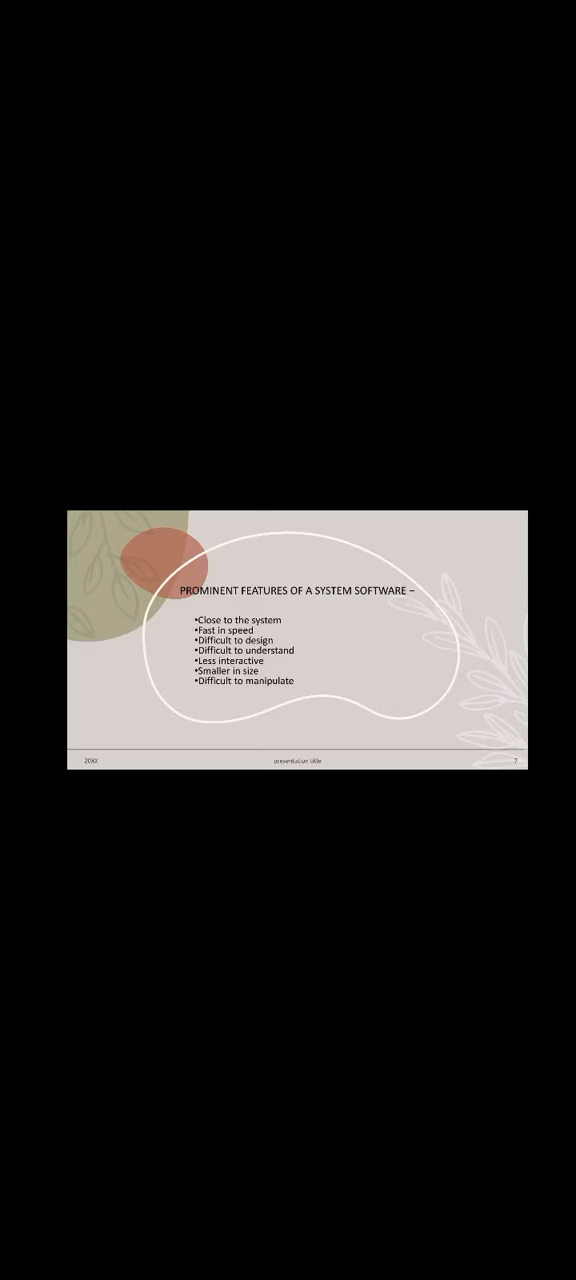 PROMINENT FEATURES OF A SYSTEM SOFTWARE –
•Close to the system
•Fast in speed
•Difficult to design
•Difficult to understand
•Less interactive
•Smaller in size
•Difficult to manipulate
20XX
presentation title
7